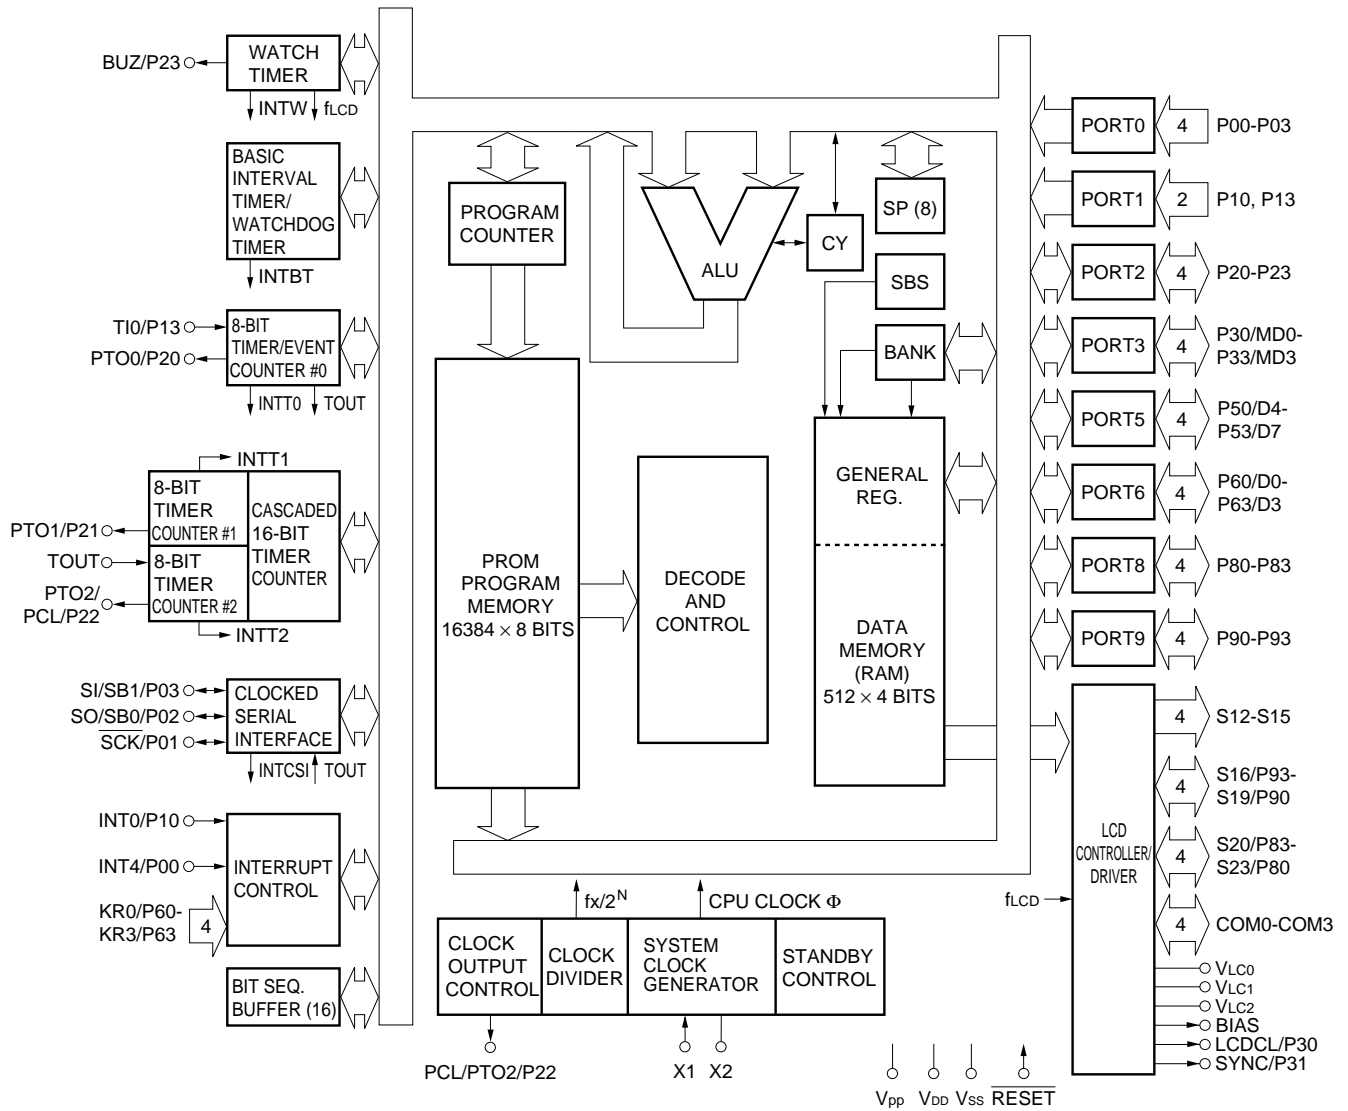 BUZ/P23
WATCH
TIMER
INTW
fLCD
BASIC
INTERVAL
TIMER/
WATCHDOG
TIMER
INTBT
TI0/P13
PTO0/P20
8-BIT
TIMER/EVENT
COUNTER #0
INTT0
TOUT
INTT1
8-BIT
TIMER
COUNTER #1
PTO1/P21
TOUT
PTO2/
PCL/P22
8-BIT
TIMER
COUNTER #2
CASCADED
16-BIT
TIMER
COUNTER
INTT2
SI/SB1/P03
SO/SB0/P02
SCK/P01
CLOCKED
SERIAL
INTERFACE
INTCSI
TOUT
INT0/P10
INT4/P00
KR0/P60-
KR3/P63
4
INTERRUPT
CONTROL
BIT SEQ.
BUFFER (16)
PROGRAM
COUNTER
ALU
CY
SP (8)
SBS
BANK
PROM
PROGRAM
MEMORY
16384 × 8 BITS
DECODE
AND
CONTROL
GENERAL
REG.
DATA
MEMORY
(RAM)
512 × 4 BITS
fx/2N
CPU CLOCK Φ
CLOCK
OUTPUT
CONTROL
CLOCK
DIVIDER
SYSTEM
CLOCK
GENERATOR
STANDBY
CONTROL
PCL/PTO2/P22
X1
X2
Vpp
VDD
VSS
RESET
PORT0
4
P00-P03
PORT1
2
P10, P13
PORT2
4
P20-P23
PORT3
4
P30/MD0-
P33/MD3
PORT5
4
P50/D4-
P53/D7
PORT6
4
P60/D0-
P63/D3
PORT8
4
P80-P83
PORT9
4
P90-P93
LCD
CONTROLLER/
DRIVER
fLCD
4
S12-S15
4
S16/P93-
S19/P90
4
S20/P83-
S23/P80
4
COM0-COM3
VLC0
VLC1
VLC2
BIAS
LCDCL/P30
SYNC/P31